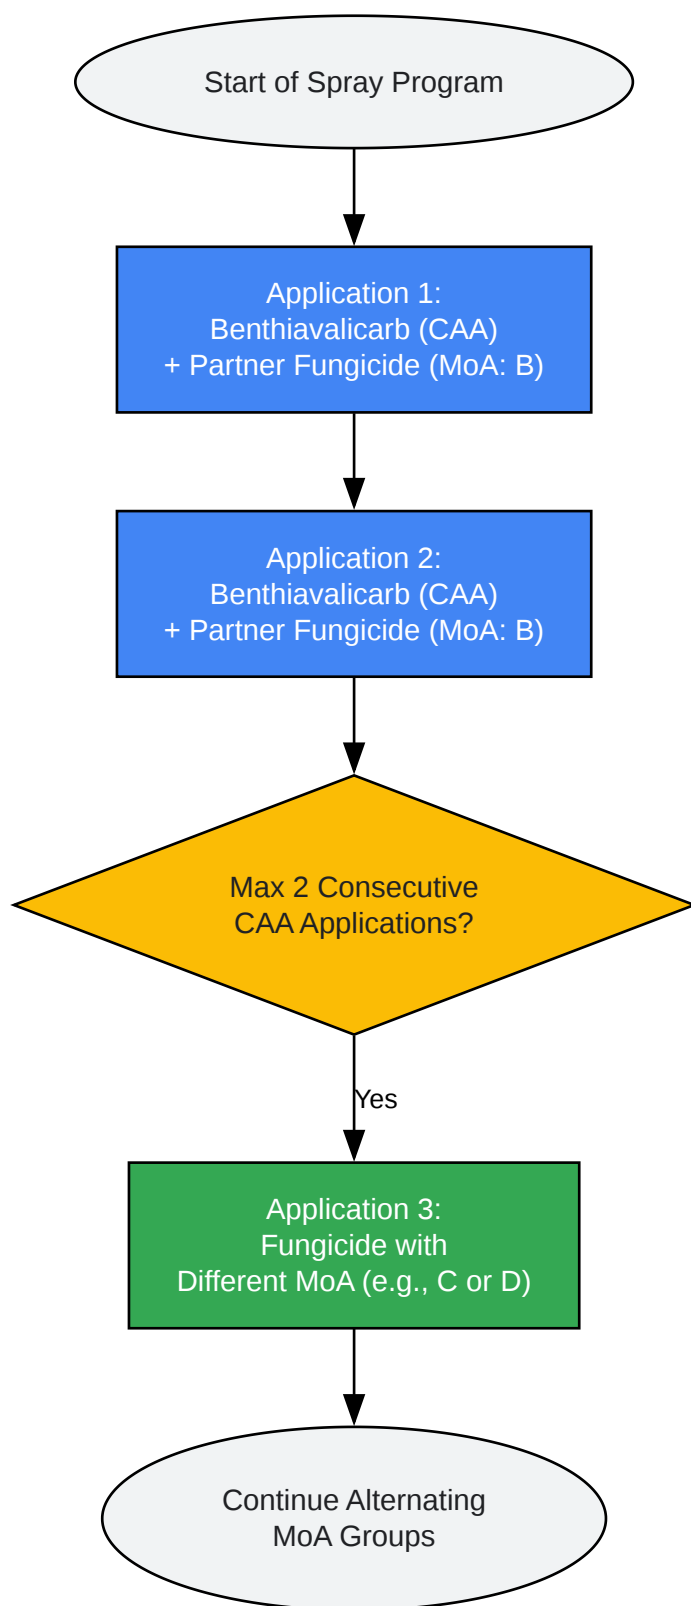 Start of Spray Program
Application 1:
Benthiavalicarb (CAA)
+ Partner Fungicide (MoA: B)
Application 2:
Benthiavalicarb (CAA)
+ Partner Fungicide (MoA: B)
Max 2 Consecutive
CAA Applications?
Yes
Application 3:
Fungicide with
Different MoA (e.g., C or D)
Continue Alternating
MoA Groups